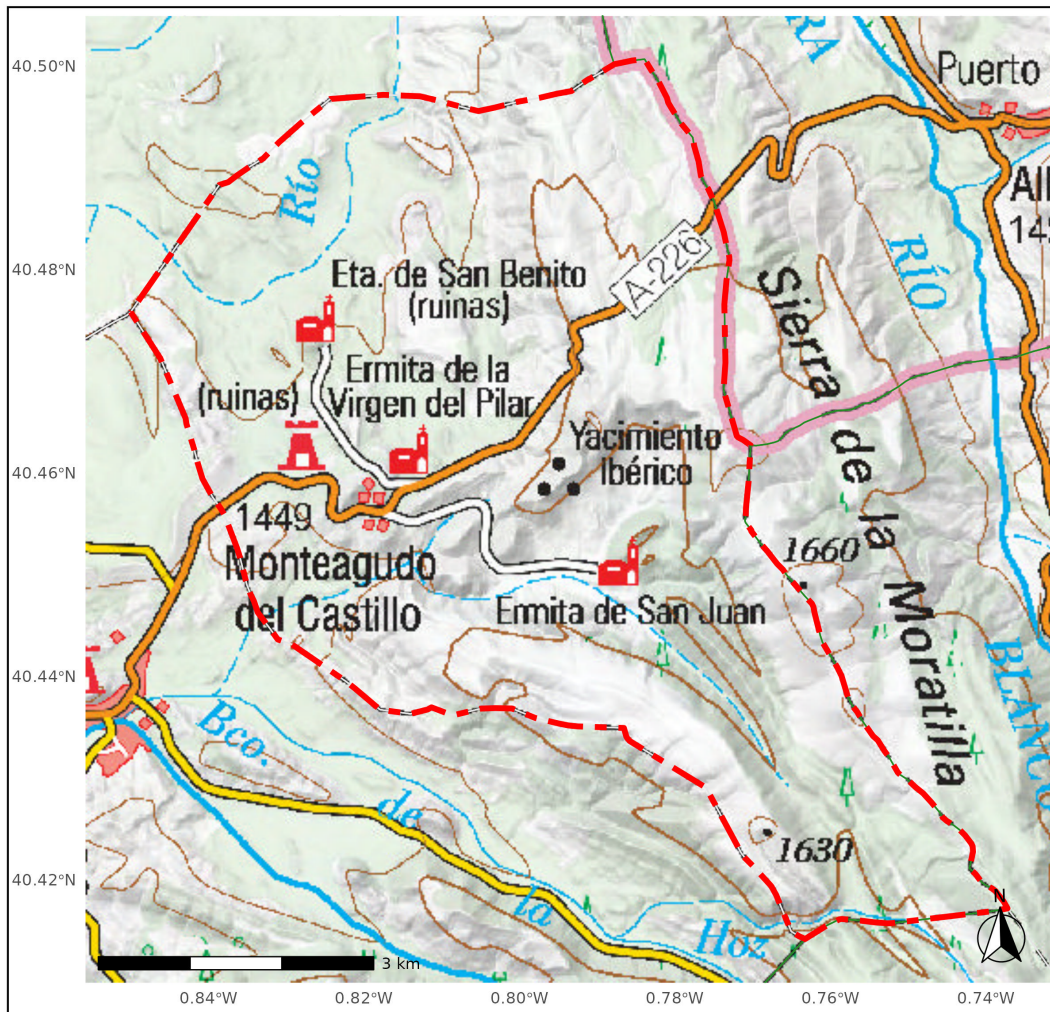 40.50°N
40.48°N
40.46°N
40.44°N
40.42°N
0.84°W
0.82°W
0.80°W
0.78°W
0.76°W
0.74°W
Puerto
RÍO
A-226
Río
Eta. de San Benito
(ruinas)
Ermita de la
Virgen del Pilar
(ruinas)
Yacimiento
Ibérico
Sierra de la Moratilla
1449
Monteagudo
del Castillo
Ermita de San Juan
1660
BLANCO
Bco. de la Hoz
1630
N
3 km